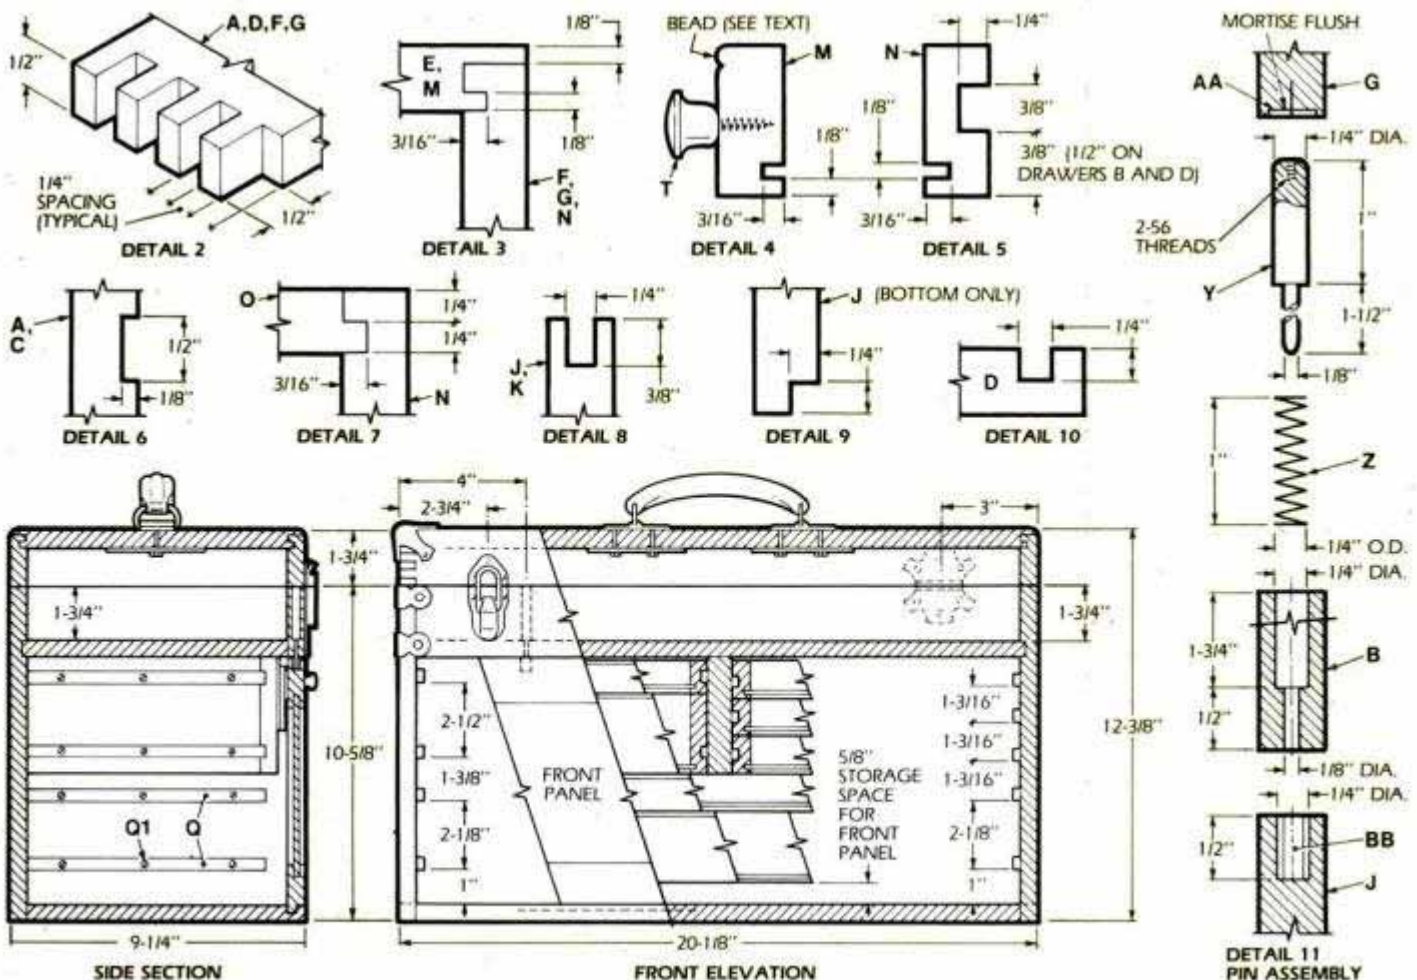 A, D, F, G
1/2"
1/4"
SPACING
(TYPICAL)
1/2"
DETAIL 2
1/8"
E,
M
3/16"
1/8"
F,
G,
N
DETAIL 3
BEAD (SEE TEXT)
M
T
1/8"
3/16"
DETAIL 4
N
1/4"
1/8"
3/8"
3/8" (1/2" ON
DRAWERS B AND D)
3/16"
DETAIL 5
MORTISE FLUSH
AA
G
1/4" DIA.
2-56
THREADS
1"
Y
1-1/2"
1/8"
A,
C
1/2"
1/8"
DETAIL 6
O
1/4"
1/4"
3/16"
N
DETAIL 7
1/4"
J,
K
3/8"
DETAIL 8
J (BOTTOM ONLY)
1/4"
DETAIL 9
D
1/4"
DETAIL 10
1"
Z
1/4" O.D.
1/4" DIA.
1-3/4"
B
1/2"
1/8" DIA.
1/4" DIA.
1/2"
BB
J
DETAIL 11
PIN ASSEMBLY
1-3/4"
1-3/4"
Q1
Q
10-5/8"
9-1/4"
SIDE SECTION
4"
2-3/4"
3"
1-3/4"
2-1/2"
1-3/8"
2-1/8"
1"
FRONT
PANEL
5/8"
STORAGE
SPACE
FOR
FRONT
PANEL
1-3/16"
1-3/16"
1-3/16"
2-1/8"
1"
12-3/8"
20-1/8"
FRONT ELEVATION